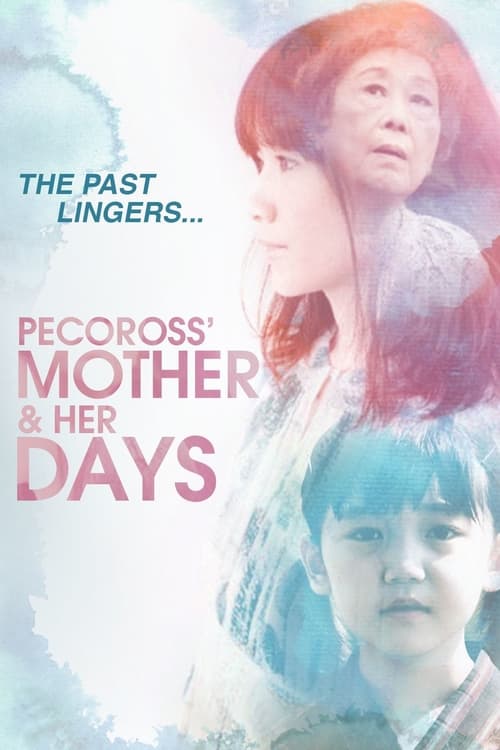 THE PAST
LINGERS...
PECOROSS'
MOTHER
& HER
DAYS